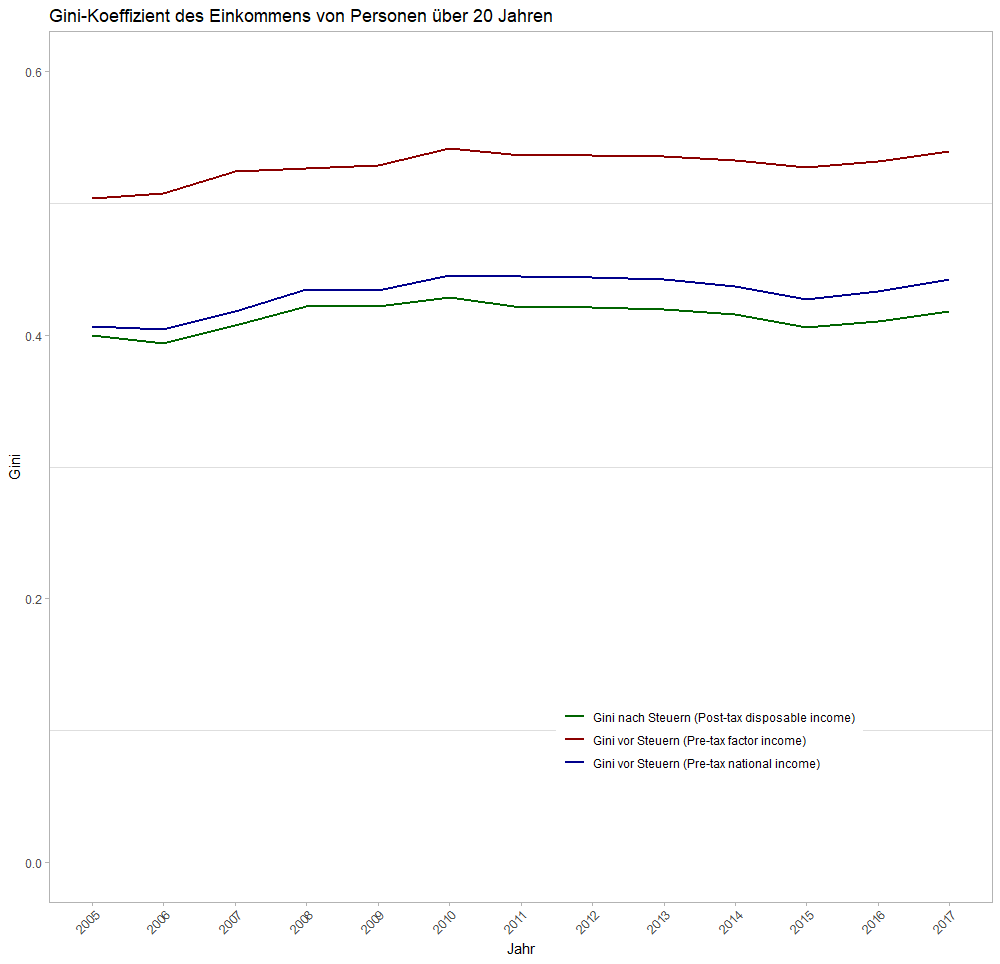 Gini-Koeffizient des Einkommens von Personen über 20 Jahren
0.6
0.4
0.2
0.0
Gini
Gini nach Steuern (Post-tax disposable income)
Gini vor Steuern (Pre-tax factor income)
Gini vor Steuern (Pre-tax national income)
2005 2006 2007 2008 2009 2010 2011 2012 2013 2014 2015 2016 2017
Jahr